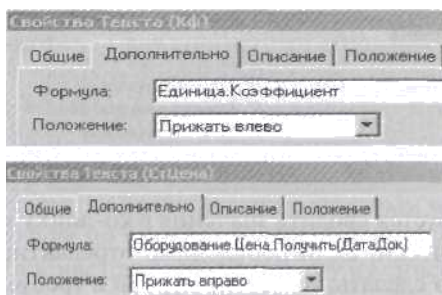 Свойства Текста (Кф)
Общие Дополнительно Описание Положение
Формула: Единица.Коэффициент
Положение: Прижать влево
Свойства Текста (СтЦена)
Общие Дополнительно Описание Положение
Формула: Оборудование.Цена.Получить(ДатаДок)
Положение: Прижать вправо